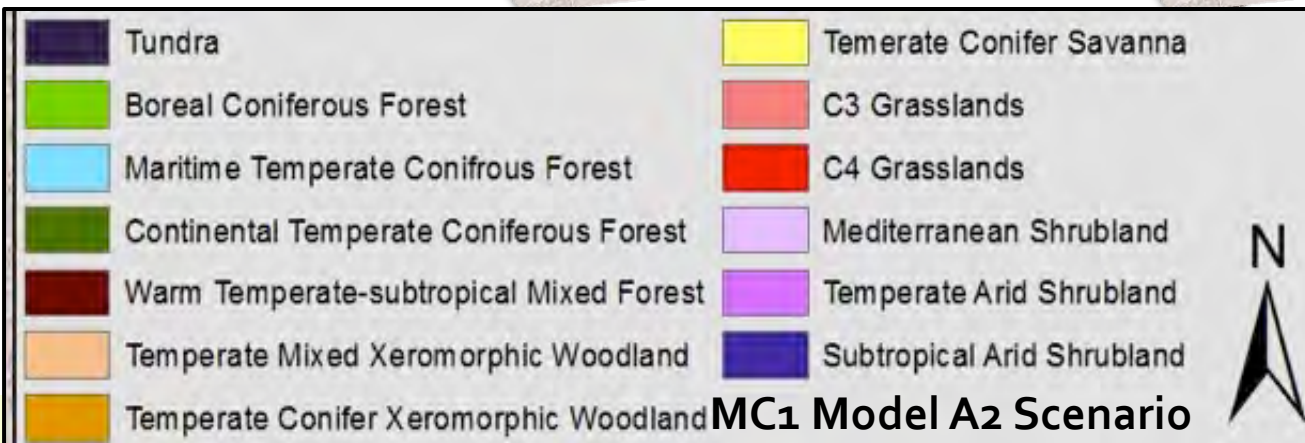 Tundra
Boreal Coniferous Forest
Maritime Temperate Conifrous Forest
Continental Temperate Coniferous Forest
Warm Temperate-subtropical Mixed Forest
Temperate Mixed Xeromorphic Woodland
Temperate Conifer Xeromorphic Woodland
Temerate Conifer Savanna
C3 Grasslands
C4 Grasslands
Mediterranean Shrubland
Temperate Arid Shrubland
Subtropical Arid Shrubland
MC1 Model A2 Scenario
N